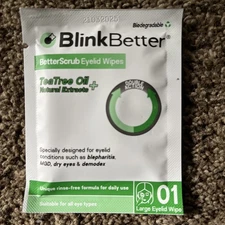 Biodegradable
BlinkBetter
BetterScrub Eyelid Wipes
TeaTree Oil +
Natural Extracts
DOUBLE
Specially designed for eyelid
conditions such as blepharitis,
MGD, dry eyes & demodex
Unique rinse-free formula for daily use
Suitable for all eye types
01
Large Eyelid Wipe